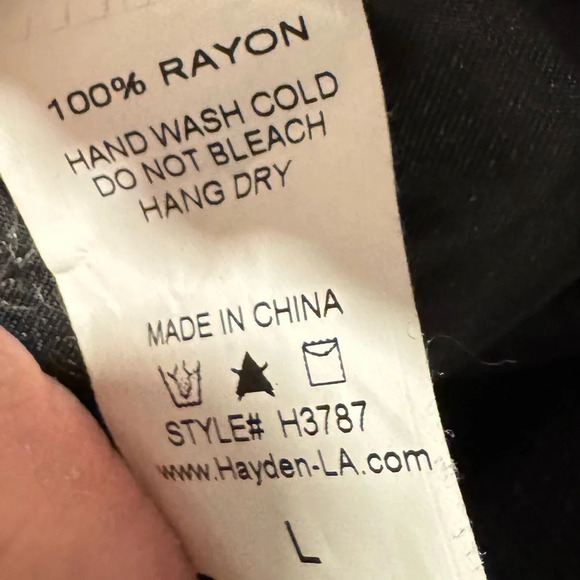 100% RAYON
HAND WASH COLD
DO NOT BLEACH
HANG DRY
MADE IN CHINA
STYLE# H3787
www.Hayden-LA.com
L